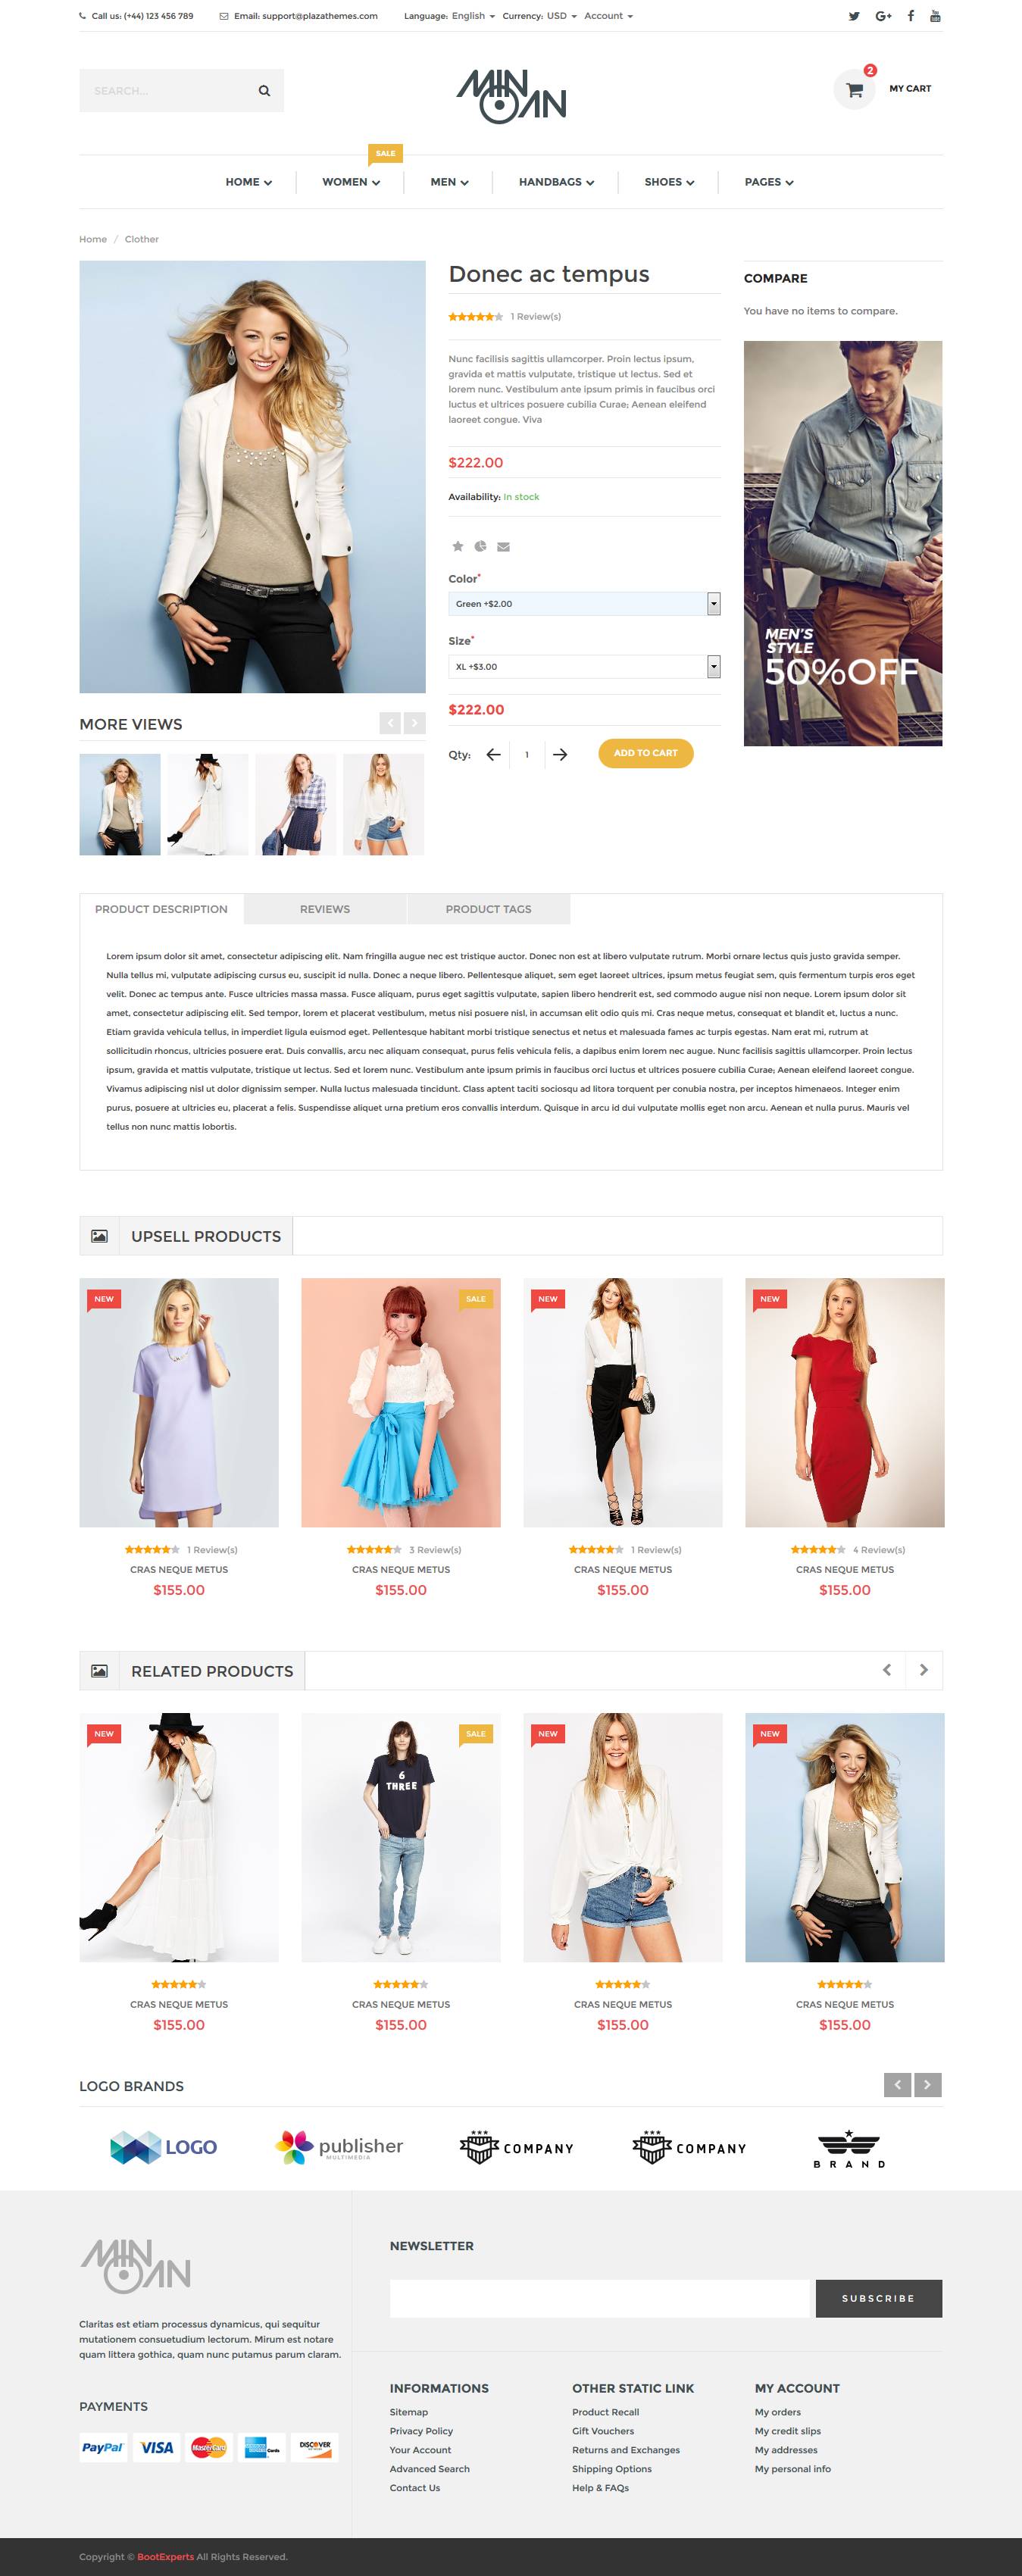 Call us: (+44) 123 456 789 Email: support@plazathemes.com Language: English Currency: USD Account
SEARCH...
MINOAN
2
MY CART
SALE
HOME WOMEN MEN HANDBAGS SHOES PAGES
Home / Clother
Donec ac tempus
1 Review(s)
Nunc facilisis sagittis ullamcorper. Proin lectus ipsum,
gravida et mattis vulputate, tristique ut lectus. Sed et
lorem nunc. Vestibulum ante ipsum primis in faucibus orci
luctus et ultrices posuere cubilia Curae; Aenean eleifend
laoreet congue. Viva
$222.00
Availability: In stock
Color*
Green +$2.00
Size*
XL +$3.00
$222.00
Qty: 1 ADD TO CART
COMPARE
You have no items to compare.
MEN'S
STYLE
50%OFF
MORE VIEWS
PRODUCT DESCRIPTION REVIEWS PRODUCT TAGS
Lorem ipsum dolor sit amet, consectetur adipiscing elit. Nam fringilla augue nec est tristique auctor. Donec non est at libero vulputate rutrum. Morbi ornare lectus quis justo gravida semper.
Nulla tellus mi, vulputate adipiscing cursus eu, suscipit id nulla. Donec a neque libero. Pellentesque aliquet, sem eget laoreet ultrices, ipsum metus feugiat sem, quis fermentum turpis eros eget
velit. Donec ac tempus ante. Fusce ultricies massa massa. Fusce aliquam, purus eget sagittis vulputate, sapien libero hendrerit est, sed commodo augue nisi non neque. Lorem ipsum dolor sit
amet, consectetur adipiscing elit. Sed tempor, lorem et placerat vestibulum, metus nisi posuere nisl, in accumsan elit odio quis mi. Cras neque metus, consequat et blandit et, luctus a nunc.
Etiam gravida vehicula tellus, in imperdiet ligula euismod eget. Pellentesque habitant morbi tristique senectus et netus et malesuada fames ac turpis egestas. Nam erat mi, rutrum at
sollicitudin rhoncus, ultricies posuere erat. Duis convallis, arcu nec aliquam consequat, purus felis vehicula felis, a dapibus enim lorem nec augue. Nunc facilisis sagittis ullamcorper. Proin lectus
ipsum, gravida et mattis vulputate, tristique ut lectus. Sed et lorem nunc. Vestibulum ante ipsum primis in faucibus orci luctus et ultrices posuere cubilia Curae; Aenean eleifend laoreet congue.
Vivamus adipiscing nisl ut dolor dignissim semper. Nulla luctus malesuada tincidunt. Class aptent taciti sociosqu ad litora torquent per conubia nostra, per inceptos himenaeos. Integer enim
purus, posuere at ultricies eu, placerat a felis. Suspendisse aliquet urna pretium eros convallis interdum. Quisque in arcu id dui vulputate mollis eget non arcu. Aenean et nulla purus. Mauris vel
tellus non nunc mattis lobortis.
UPSELL PRODUCTS
NEW SALE NEW NEW
1 Review(s) 3 Review(s) 1 Review(s) 4 Review(s)
CRAS NEQUE METUS CRAS NEQUE METUS CRAS NEQUE METUS CRAS NEQUE METUS
$155.00 $155.00 $155.00 $155.00
RELATED PRODUCTS
NEW SALE NEW NEW
6
THREE
CRAS NEQUE METUS CRAS NEQUE METUS CRAS NEQUE METUS CRAS NEQUE METUS
$155.00 $155.00 $155.00 $155.00
LOGO BRANDS
LOGO publisher COMPANY COMPANY
MULTIMEDIA
BRAND
MINOAN
Claritas est etiam processus dynamicus, qui sequitur
mutationem consuetudium lectorum. Mirum est notare
quam littera gothica, quam nunc putamus parum claram.
PAYMENTS
PayPal VISA MasterCard Cards DISCOVER
NEWSLETTER
SUBSCRIBE
INFORMATIONS OTHER STATIC LINK MY ACCOUNT
Sitemap Product Recall My orders
Privacy Policy Gift Vouchers My credit slips
Your Account Returns and Exchanges My addresses
Advanced Search Shipping Options My personal info
Contact Us Help & FAQs
Copyright © BootExperts All Rights Reserved.